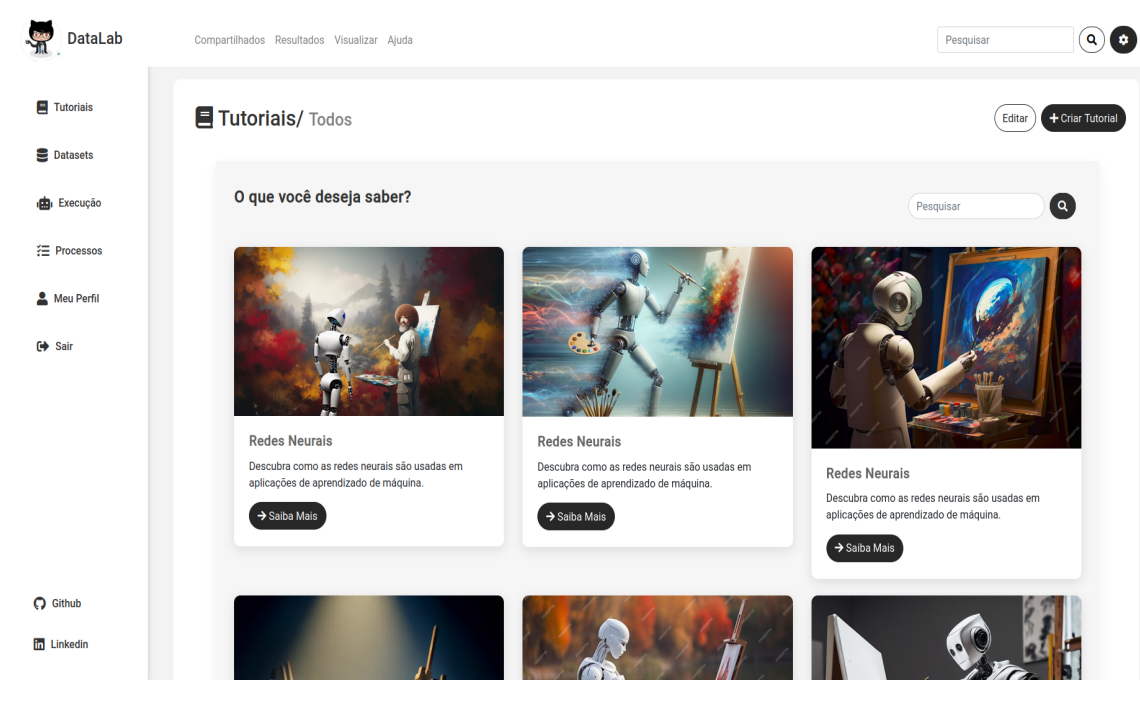 DataLab
Compartilhados Resultados Visualizar Ajuda
Pesquisar
Tutoriais
Datasets
Execução
Processos
Meu Perfil
Sair
Github
Linkedin
Tutoriais/ Todos
Editar
Criar Tutorial
O que você deseja saber?
Pesquisar
Redes Neurais
Descubra como as redes neurais são usadas em
aplicações de aprendizado de máquina.
Saiba Mais
Redes Neurais
Descubra como as redes neurais são usadas em
aplicações de aprendizado de máquina.
Saiba Mais
Redes Neurais
Descubra como as redes neurais são usadas em
aplicações de aprendizado de máquina.
Saiba Mais